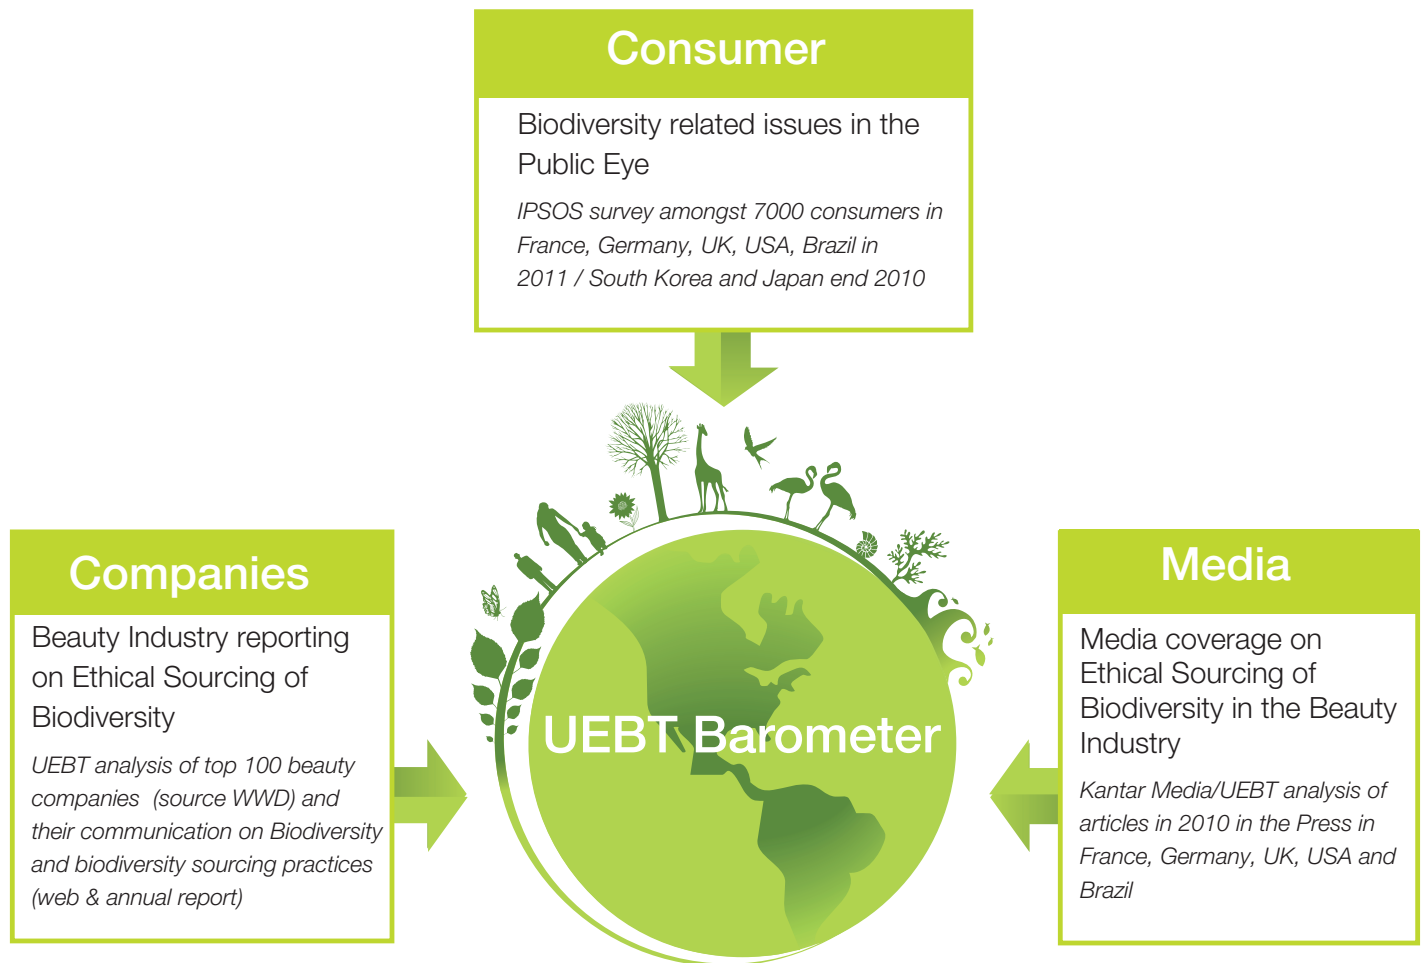 Consumer
Biodiversity related issues in the
Public Eye
IPSOS survey amongst 7000 consumers in
France, Germany, UK, USA, Brazil in
2011 / South Korea and Japan end 2010
Companies
Beauty Industry reporting
on Ethical Sourcing of
Biodiversity
UEBT analysis of top 100 beauty
companies (source WWD) and
their communication on Biodiversity
and biodiversity sourcing practices
(web & annual report)
UEBT Barometer
Media
Media coverage on
Ethical Sourcing of
Biodiversity in the Beauty
Industry
Kantar Media/UEBT analysis of
articles in 2010 in the Press in
France, Germany, UK, USA and
Brazil